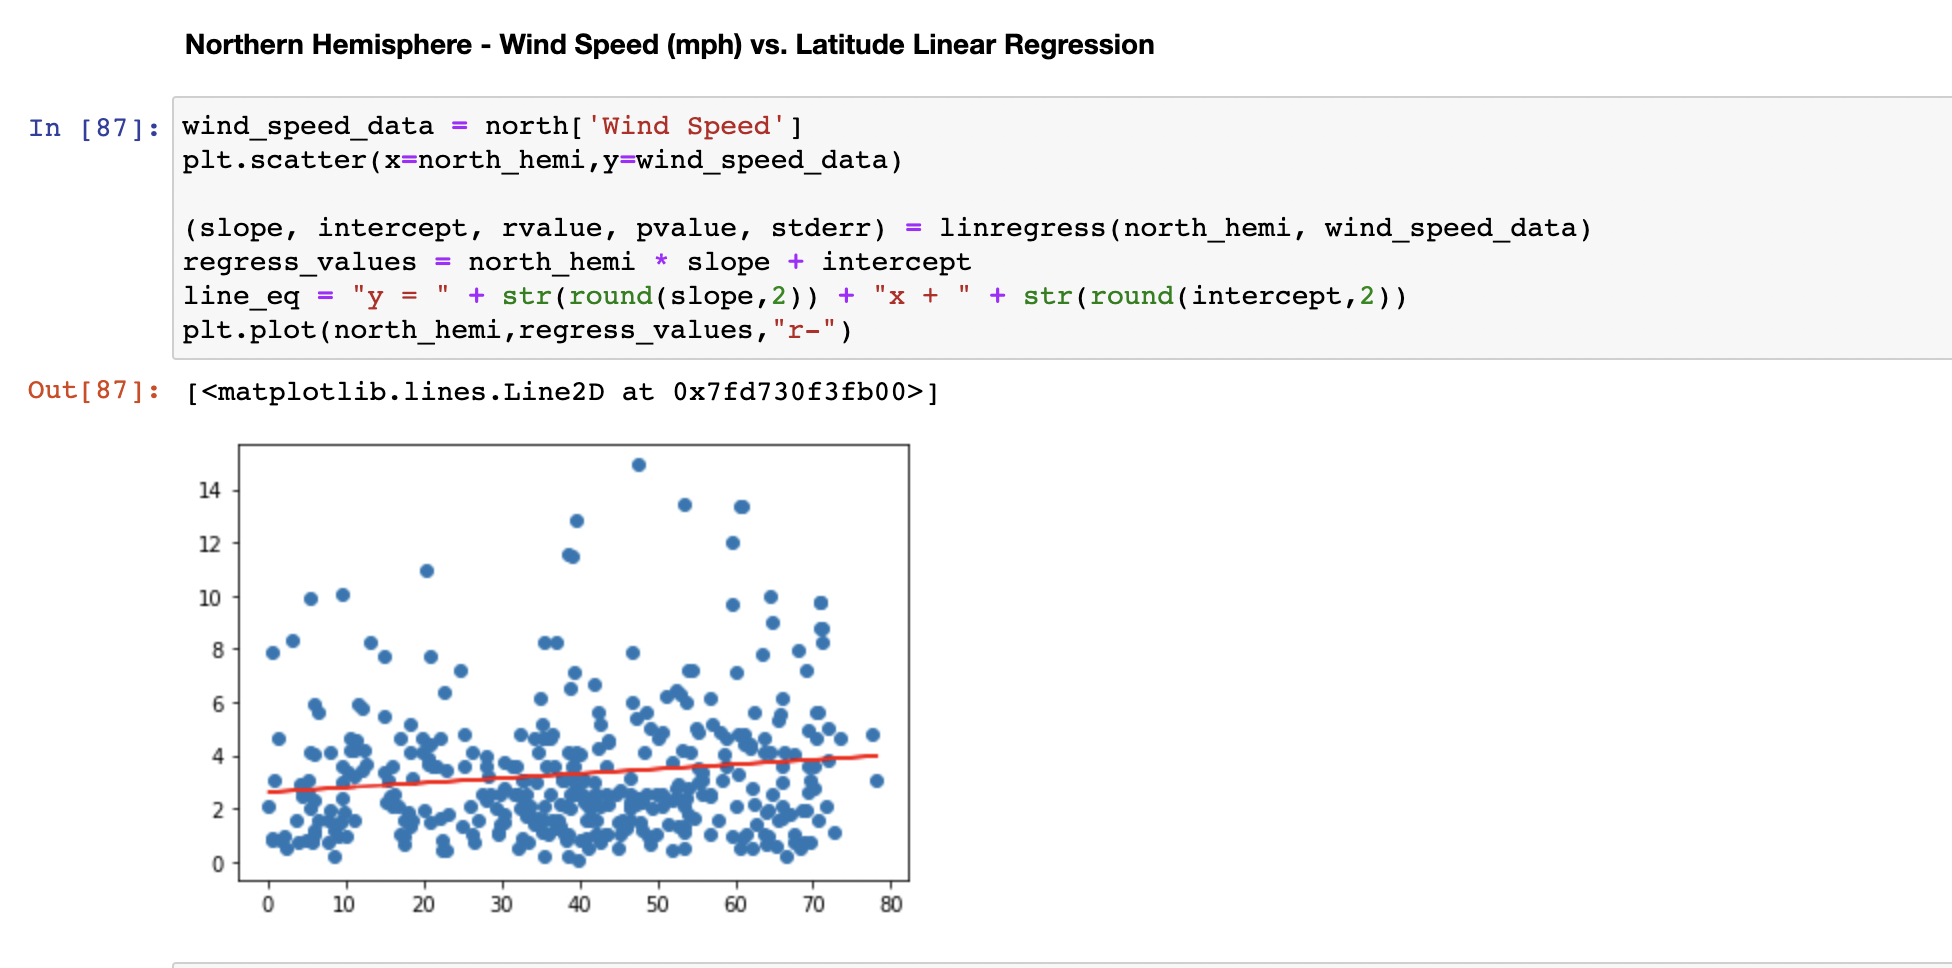 Northern Hemisphere - Wind Speed (mph) vs. Latitude Linear Regression
In [87]:
wind_speed_data = north['Wind Speed']
plt.scatter(x=north_hemi,y=wind_speed_data)
(slope, intercept, rvalue, pvalue, stderr) = linregress(north_hemi, wind_speed_data)
regress_values = north_hemi * slope + intercept
line_eq = "y = " + str(round(slope,2)) + "x + " + str(round(intercept,2))
plt.plot(north_hemi,regress_values,"r-")
Out[87]: [<matplotlib.lines.Line2D at 0x7fd730f3fb00>]
14
12
10
8
6
4
2
0
0 10 20 30 40 50 60 70 80